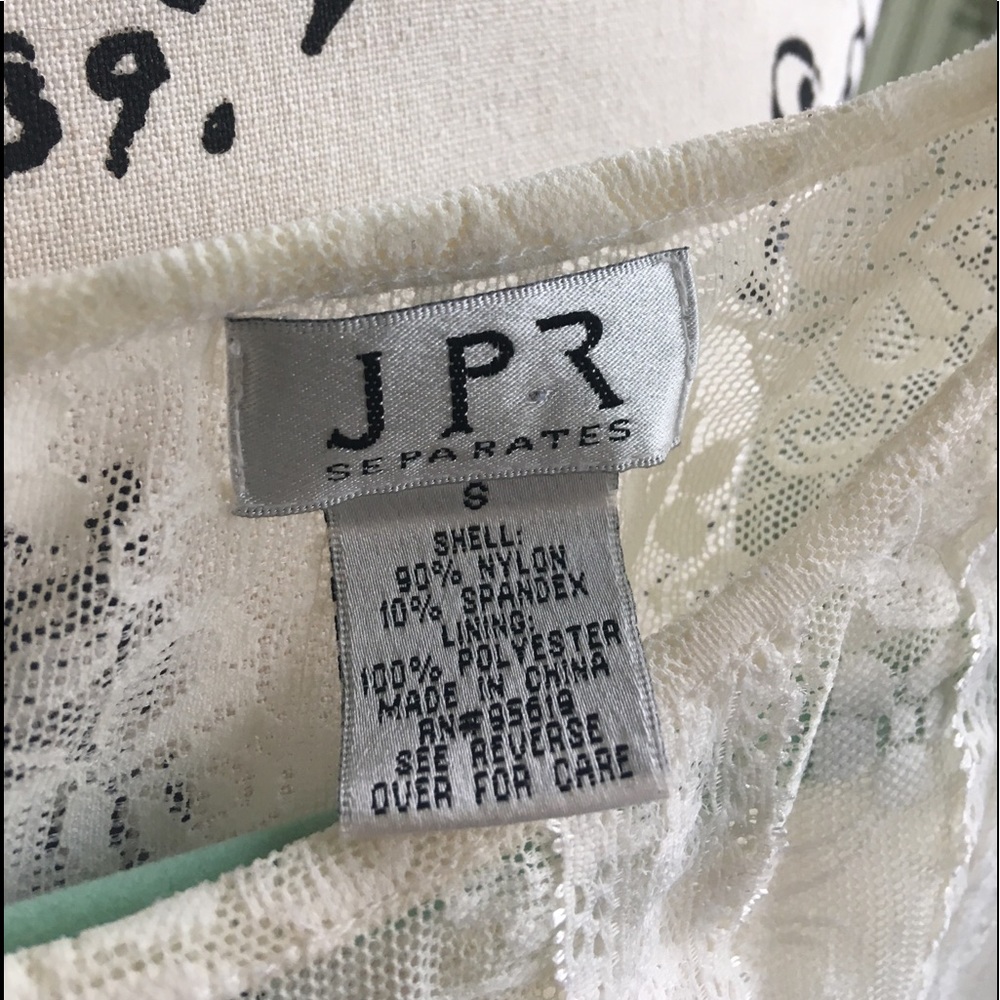 39.
JPR
SEPARATES
S
SHELL:
90% NYLON
10% SPANDEX
LINING:
100% POLYESTER
MADE IN CHINA
RN#95619
SEE REVERSE
OVER FOR CARE